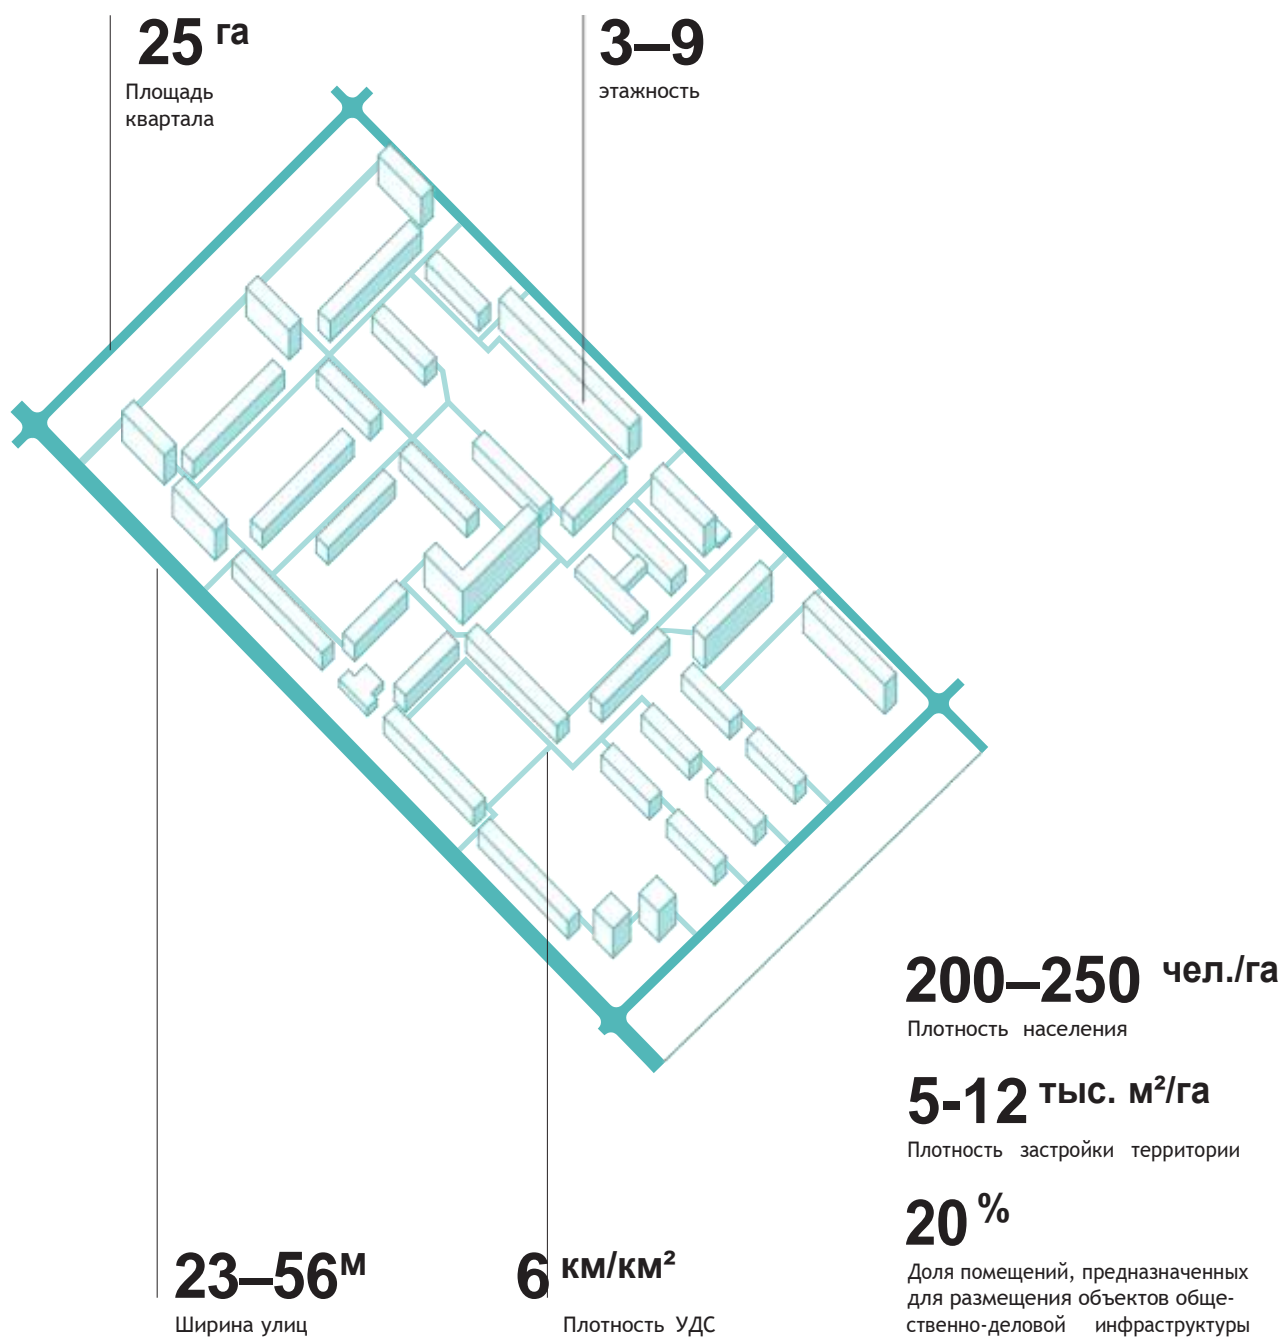 25 га
Площадь
квартала
3–9
этажность
200–250 чел./га
Плотность населения
5-12 тыс. м²/га
Плотность застройки территории
20 %
Доля помещений, предназначенных
для размещения объектов обще-
ственно-деловой инфраструктуры
23–56м
Ширина улиц
6 км/км²
Плотность УДС